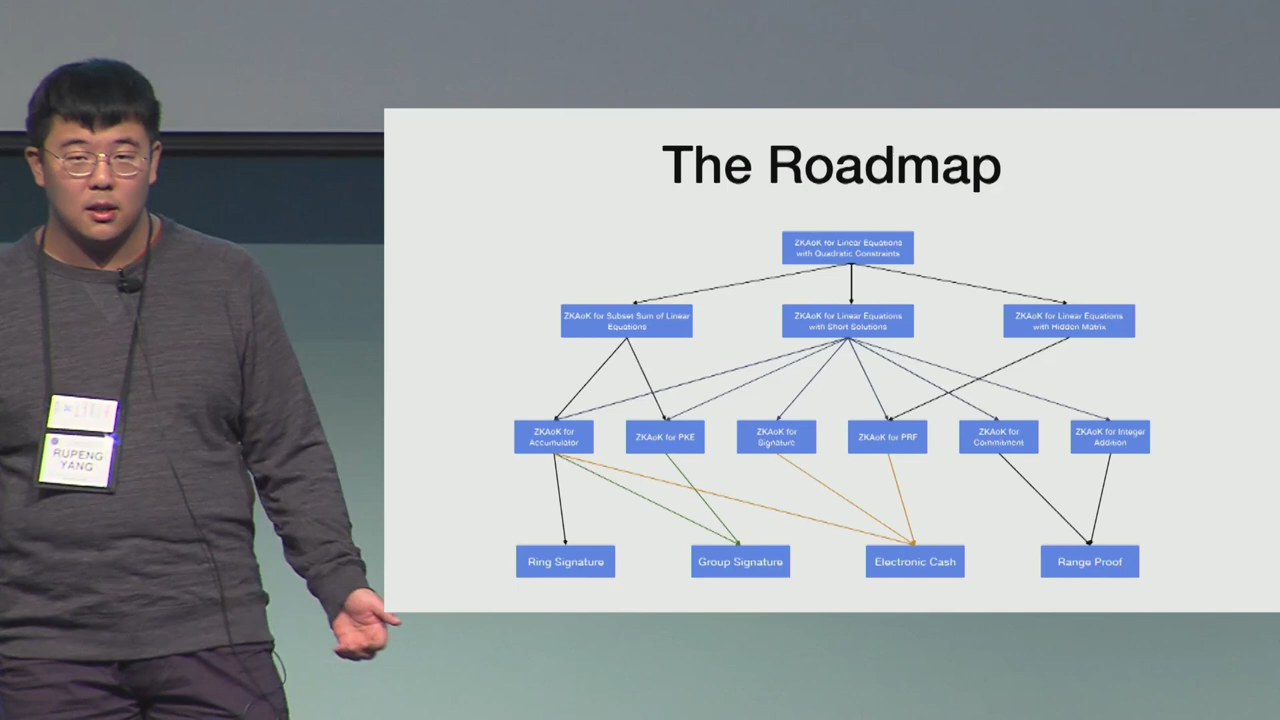 The Roadmap
ZKAoK for Linear Equations
with Quadratic Constraints
ZKAoK for Subset Sum of Linear
Equations
ZKAoK for Linear Equations
with Short Solutions
ZKAoK for Linear Equations
with Hidden Matrix
ZKAoK for
Accumulator
ZKAoK for PKE
ZKAoK for
Signature
ZKAoK for PRF
ZKAoK for
Commitment
ZKAoK for Integer
Addition
Ring Signature
Group Signature
Electronic Cash
Range Proof
RUPENG
YANG